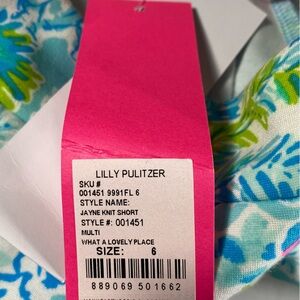 LILLY PULITZER
SKU #
001451 9991FL 6
STYLE NAME:
JAYNE KNIT SHORT
STYLE #: 001451
MULTI
WHAT A LOVELY PLACE
SIZE: 6
889069 501662